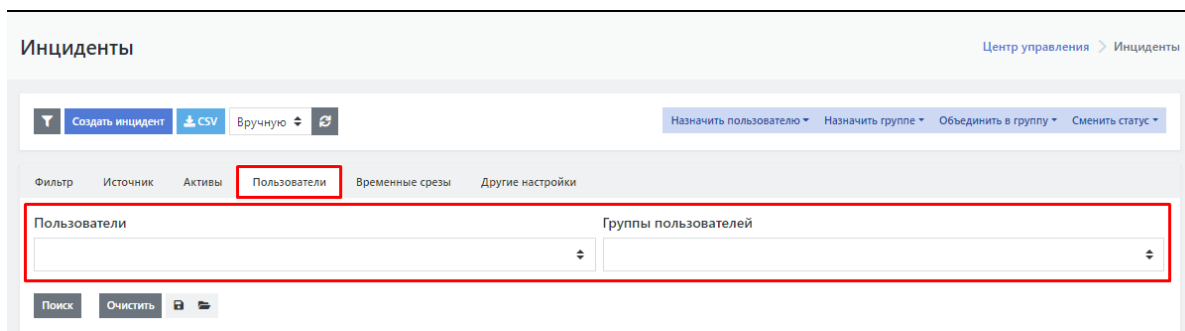 Инциденты
Центр управления > Инциденты
Создать инцидент CSV Вручную Назначить пользователю Назначить группе Объединить в группу Сменить статус
Фильтр Источник Активы Пользователи Временные срезы Другие настройки
Пользователи Группы пользователей
Поиск Очистить